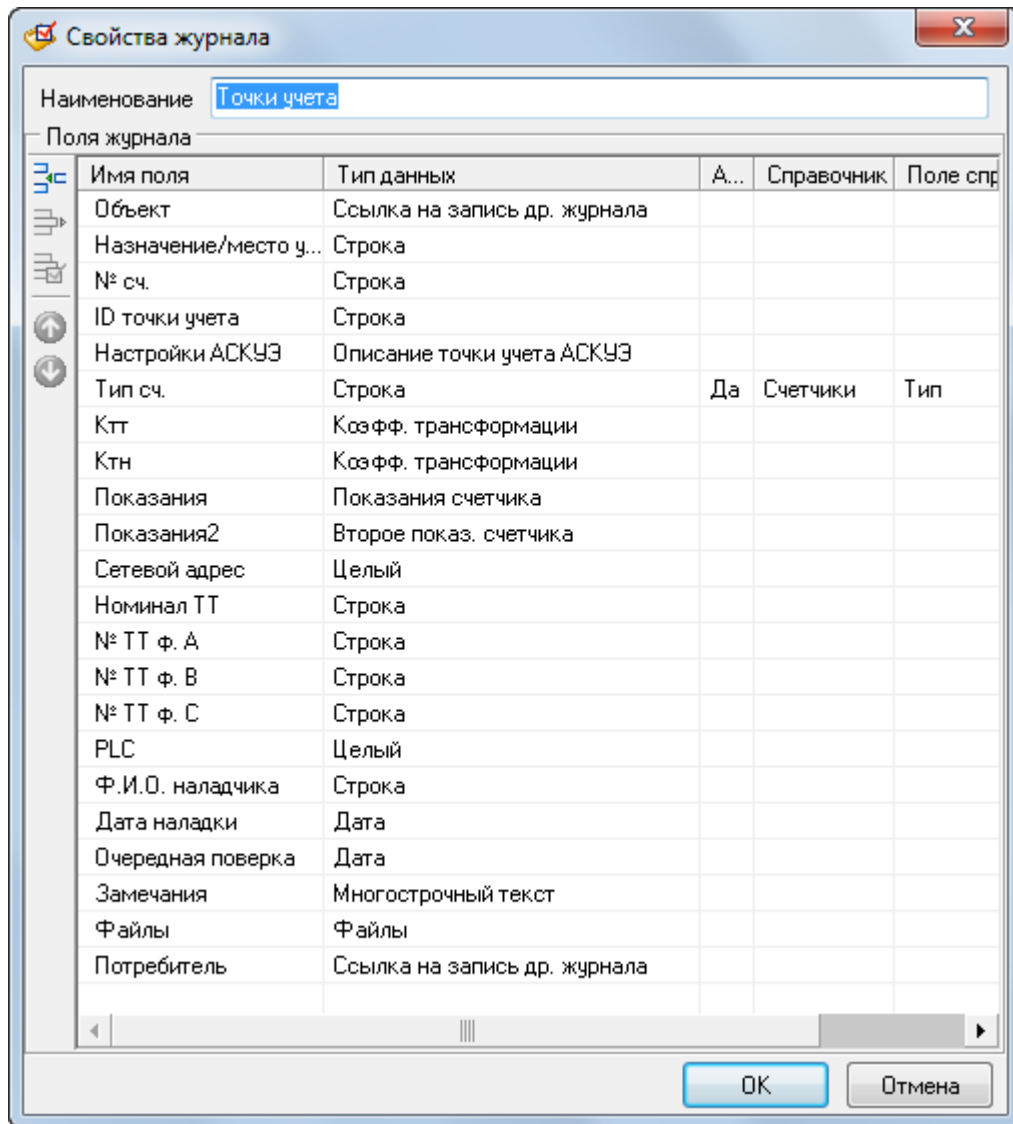 Свойства журнала
Наименование Точки учета
Поля журнала
Имя поля Тип данных А... Справочник Поле спр
Объект Ссылка на запись др. журнала
Назначение/место у... Строка
№ сч. Строка
ID точки учета Строка
Настройки АСКУЭ Описание точки учета АСКУЭ
Тип сч. Строка Да Счетчики Тип
Ктт Коэфф. трансформации
Ктн Коэфф. трансформации
Показания Показания счетчика
Показания2 Второе показ. счетчика
Сетевой адрес Целый
Номинал ТТ Строка
№ ТТ ф. А Строка
№ ТТ ф. В Строка
№ ТТ ф. С Строка
PLC Целый
Ф.И.О. наладчика Строка
Дата наладки Дата
Очередная поверка Дата
Замечания Многострочный текст
Файлы Файлы
Потребитель Ссылка на запись др. журнала
ОК Отмена